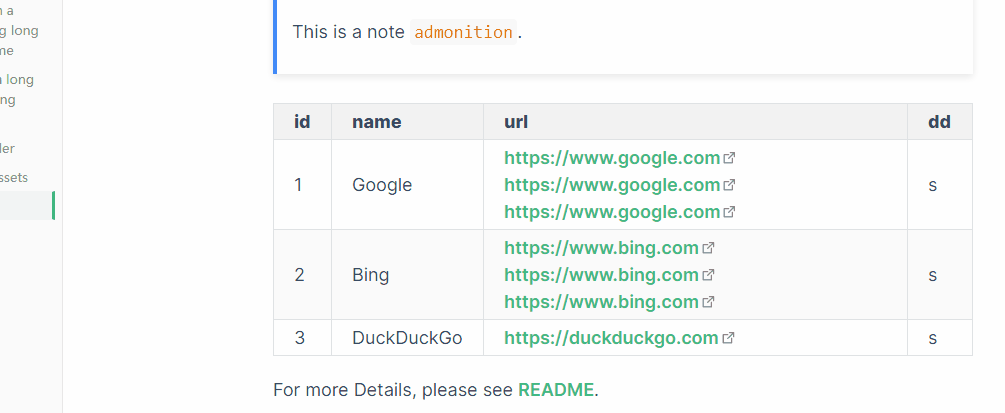 n a
g long
me
This is a note admonition.
a long
ng
id name url dd
ler
1 Google https://www.google.com s
https://www.google.com
https://www.google.com
ssets
2 Bing https://www.bing.com s
https://www.bing.com
https://www.bing.com
3 DuckDuckGo https://duckduckgo.com s
For more Details, please see README.